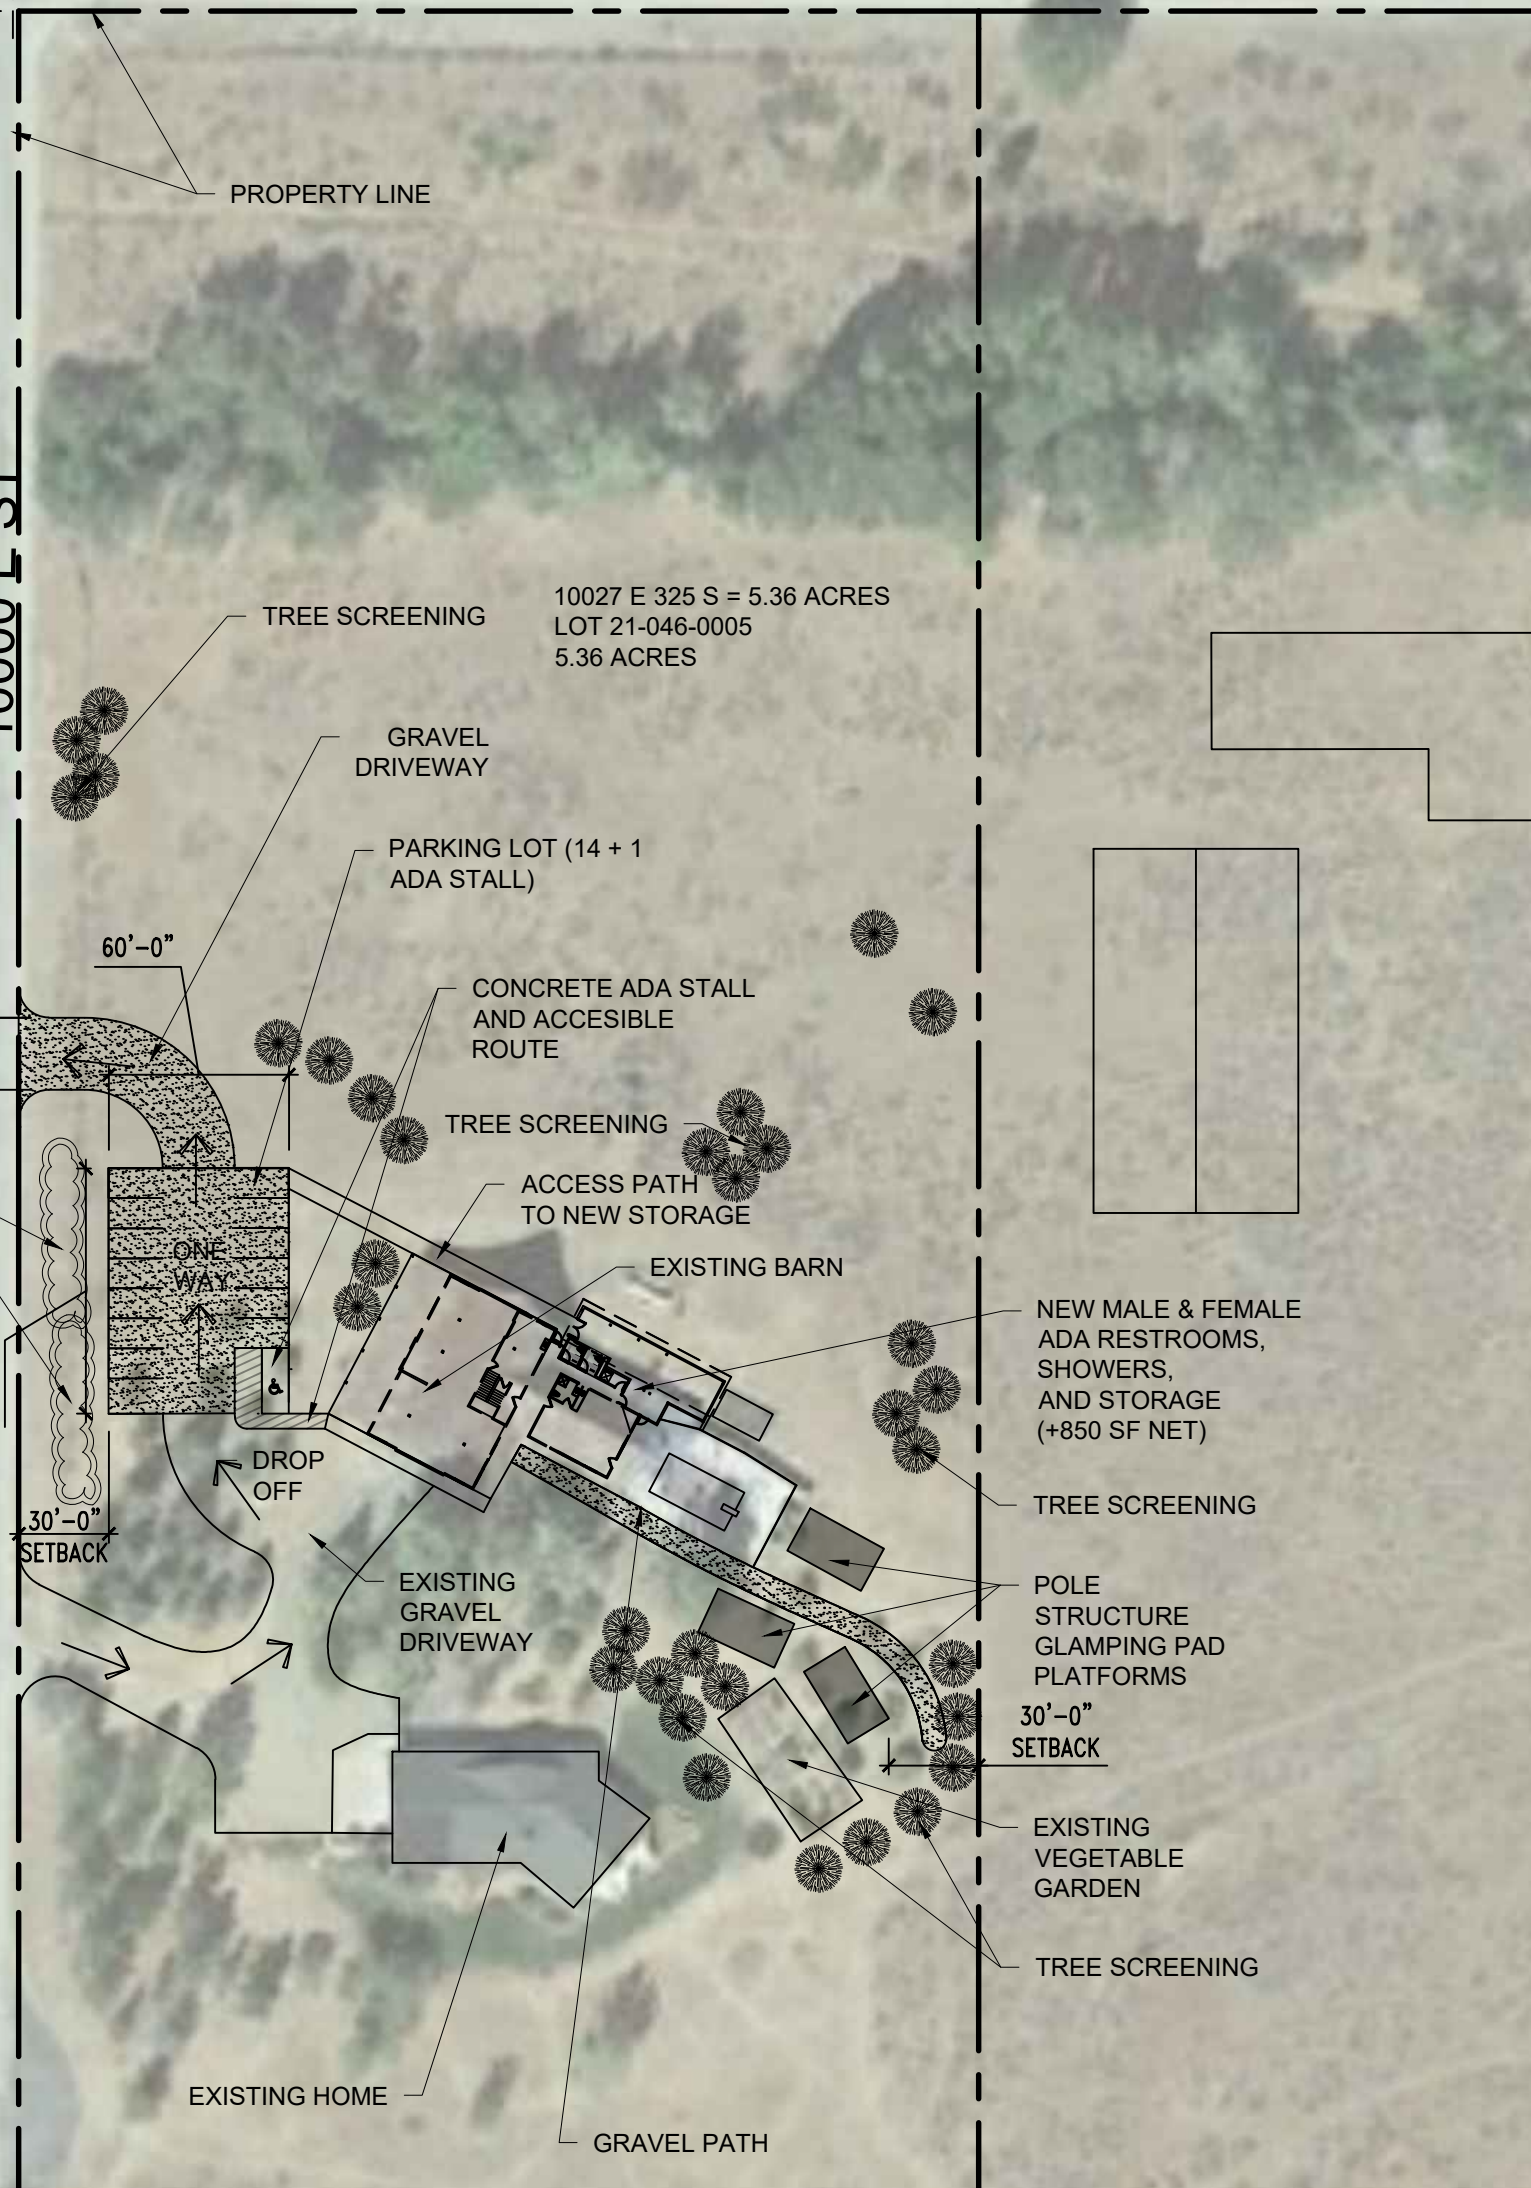 PROPERTY LINE
10000 E ST
TREE SCREENING
10027 E 325 S = 5.36 ACRES
LOT 21-046-0005
5.36 ACRES
GRAVEL
DRIVEWAY
PARKING LOT (14 + 1
ADA STALL)
60'-0"
CONCRETE ADA STALL
AND ACCESIBLE
ROUTE
TREE SCREENING
ACCESS PATH
TO NEW STORAGE
ONE
WAY
EXISTING BARN
NEW MALE & FEMALE
ADA RESTROOMS,
SHOWERS,
AND STORAGE
(+850 SF NET)
DROP
OFF
TREE SCREENING
30'-0"
SETBACK
EXISTING
GRAVEL
DRIVEWAY
POLE
STRUCTURE
GLAMPING PAD
PLATFORMS
30'-0"
SETBACK
EXISTING
VEGETABLE
GARDEN
TREE SCREENING
EXISTING HOME
GRAVEL PATH